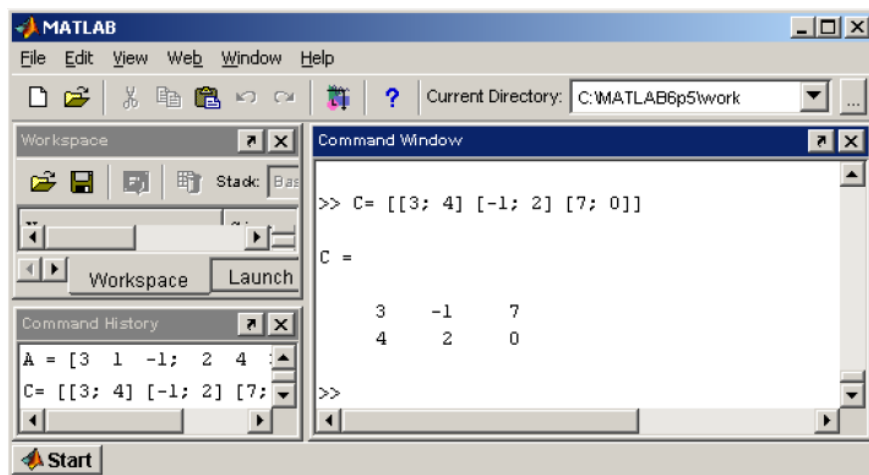 MATLAB
File Edit View Web Window Help
? Current Directory: C:\MATLAB6p5\work ...
Workspace
Stack: Bas
Workspace Launch
Command History
A = [3 1 -1; 2 4
C= [[3; 4] [-1; 2] [7;
Command Window
>> C= [[3; 4] [-1; 2] [7; 0]]
C =
3 -1 7
4 2 0
>>
Start